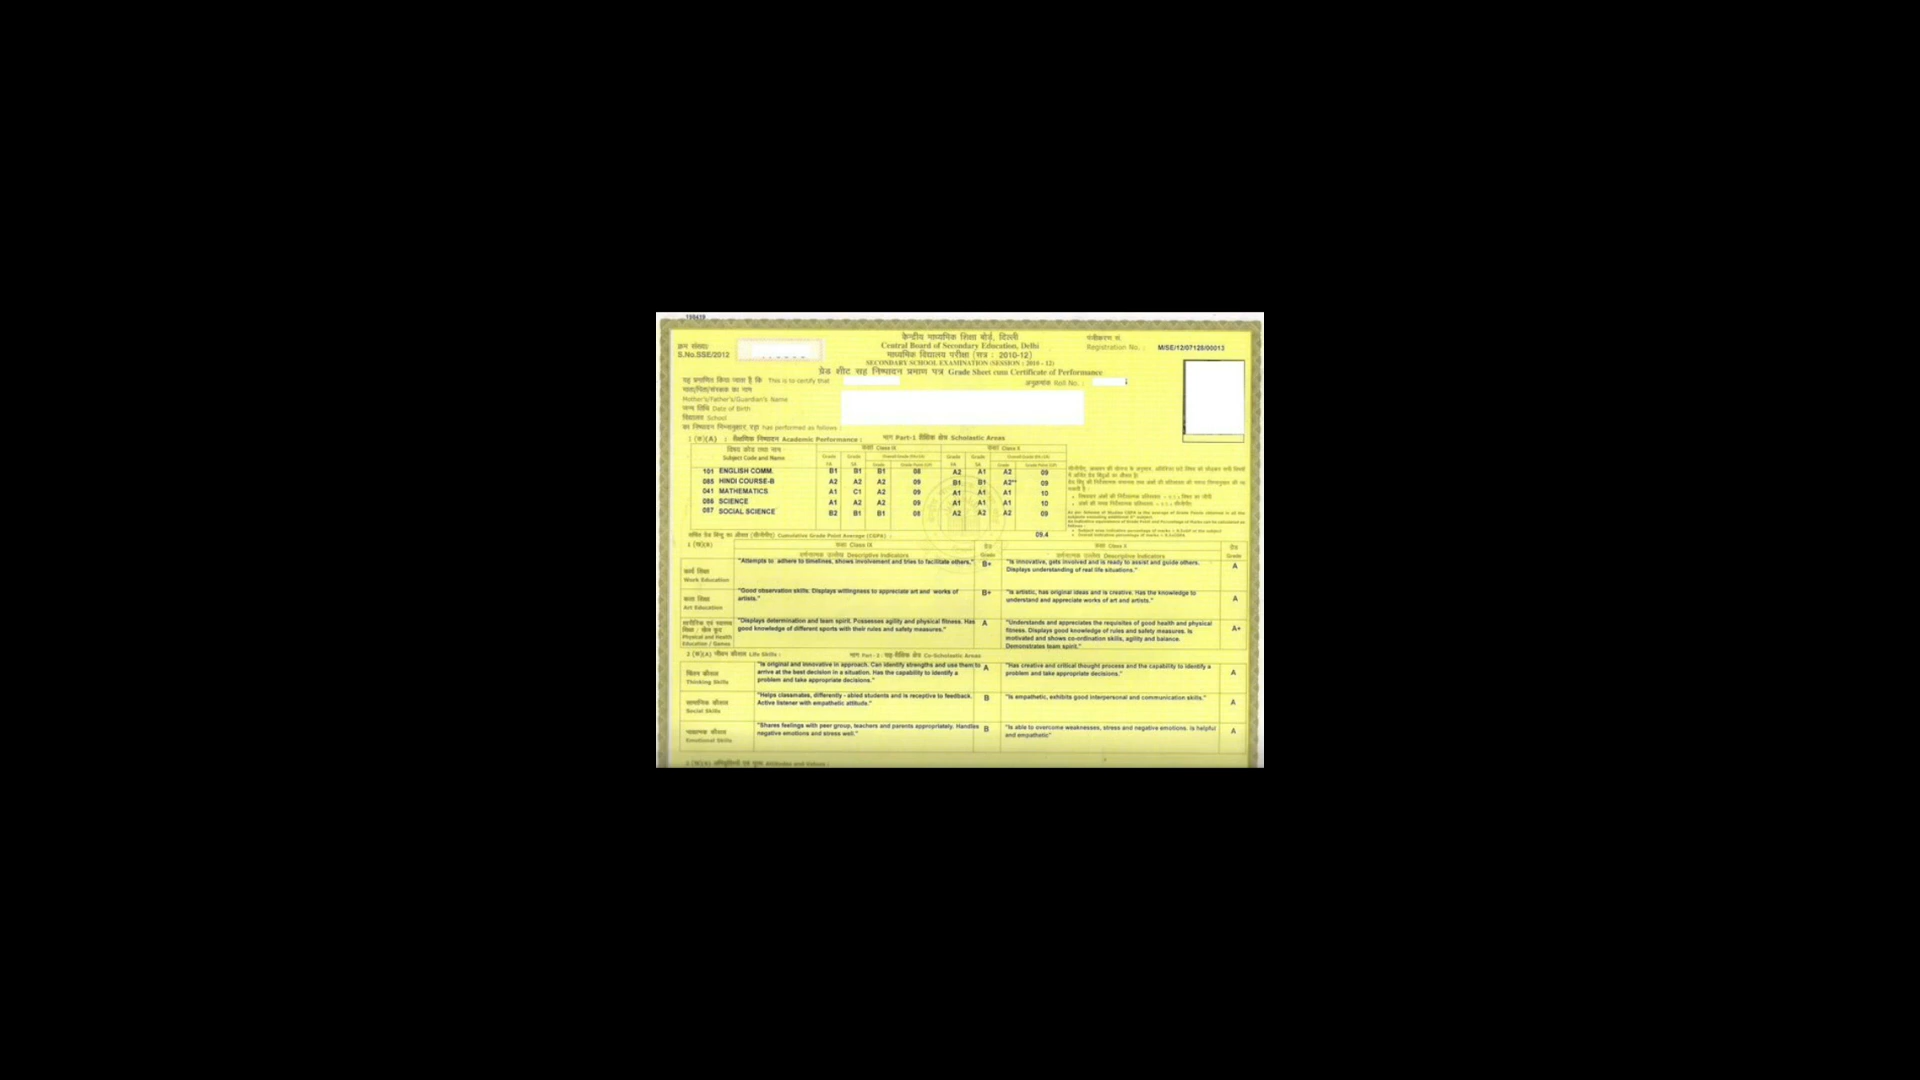 199439
क्रम संख्या
S.No.SSE/2012
केन्द्रीय माध्यमिक शिक्षा बोर्ड, दिल्ली
Central Board of Secondary Education, Delhi
माध्यमिक विद्यालय परीक्षा (सत्र : 2010-12)
SECONDARY SCHOOL EXAMINATION (SESSION : 2010 - 12)
ग्रेड शीट सह निष्पादन प्रमाण पत्र Grade Sheet cum Certificate of Performance
पंजीकरण सं.
Registration No. : M/SE/12/07128/00013
यह प्रमाणित किया जाता है कि This is to certify that
अनुक्रमांक Roll No. :
माता/पिता/संरक्षक का नाम
Mother's/Father's/Guardian's Name
जन्म तिथि Date of Birth
विद्यालय School
का निष्पादन निम्नानुसार रहा has performed as follows :
1 (क)(A) : शैक्षणिक निष्पादन Academic Performance : भाग Part-1 शैक्षिक क्षेत्र Scholastic Areas
विषय कोड तथा नाम कक्षा Class IX कक्षा Class X
Subject Code and Name Grade Grade Overall Grade Grade Grade Overall Grade
FA SA Grade Grade Point FA SA Grade Grade Point
101 ENGLISH COMM. B1 B1 B1 08 A2 A1 A2 09
085 HINDI COURSE-B A2 A2 A2 09 B1 B1 A2** 09
041 MATHEMATICS A1 C1 A2 09 A1 A1 A1 10
086 SCIENCE A1 A2 A2 09 A1 A1 A1 10
087 SOCIAL SCIENCE B2 B1 B1 08 A2 A2 A2 09
Cumulative Grade Point Average (CGPA) : 09.4
1 (ख)(B) कक्षा Class IX ग्रेड कक्षा Class X ग्रेड
Descriptive Indicators Grade Descriptive Indicators Grade
कार्य शिक्षा
Work Education
"Attempts to adhere to timelines, shows involvement and tries to facilitate others." B+
"Is innovative, gets involved and is ready to assist and guide others.
Displays understanding of real life situations." A
कला शिक्षा
Art Education
"Good observation skills. Displays willingness to appreciate art and works of
artists." B+
"Is artistic, has original ideas and is creative. Has the knowledge to
understand and appreciate works of art and artists." A
शारीरिक एवं स्वास्थ्य
शिक्षा / खेल कूद
Physical and Health
Education / Games
"Displays determination and team spirit. Possesses agility and physical fitness. Has
good knowledge of different sports with their rules and safety measures." A
"Understands and appreciates the requisites of good health and physical
fitness. Displays good knowledge of rules and safety measures. Is
motivated and shows co-ordination skills, agility and balance.
Demonstrates team spirit." A+
2 (क)(A) जीवन कौशल Life Skills : भाग Part-2 : सह-शैक्षिक क्षेत्र Co-Scholastic Areas
चिंतन कौशल
Thinking Skills
"Is original and innovative in approach. Can identify strengths and use them to
arrive at the best decision in a situation. Has the capability to identify a
problem and take appropriate decisions." A
"Has creative and critical thought process and the capability to identify a
problem and take appropriate decisions." A
सामाजिक कौशल
Social Skills
"Helps classmates, differently - abled students and is receptive to feedback.
Active listener with empathetic attitude." B
"Is empathetic, exhibits good interpersonal and communication skills." A
भावनात्मक कौशल
Emotional Skills
"Shares feelings with peer group, teachers and parents appropriately. Handles
negative emotions and stress well." B
"Is able to overcome weaknesses, stress and negative emotions. Is helpful
and empathetic" A
2 (ख)(B) अभिवृत्तियाँ एवं मूल्य Attitudes and Values :